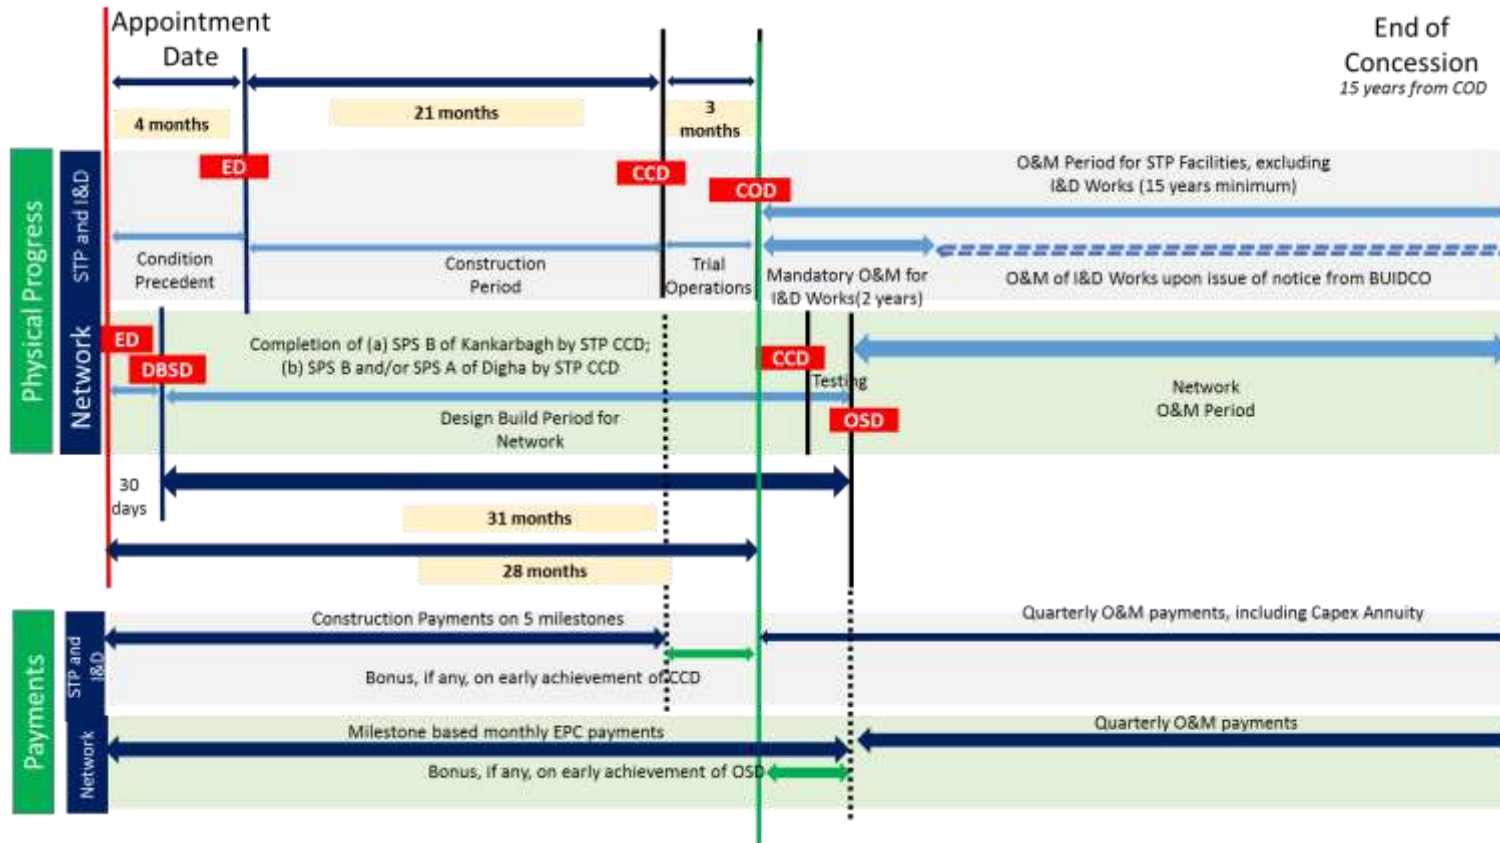 Appointment
Date
End of
Concession
15 years from COD
4 months
21 months
3
months
Physical Progress
STP and I&D
ED
CCD
COD
O&M Period for STP Facilities, excluding
I&D Works (15 years minimum)
Condition
Precedent
Construction
Period
Trial
Operations
Mandatory O&M for
I&D Works(2 years)
O&M of I&D Works upon issue of notice from BUIDCO
Network
ED
DBSD
Completion of (a) SPS B of Kankarbagh by STP CCD;
(b) SPS B and/or SPS A of Digha by STP CCD
CCD
Testing
OSD
Design Build Period for
Network
Network
O&M Period
30
days
31 months
28 months
Payments
STP and
I&D
Construction Payments on 5 milestones
Quarterly O&M payments, including Capex Annuity
Bonus, if any, on early achievement of CCD
Network
Milestone based monthly EPC payments
Quarterly O&M payments
Bonus, if any, on early achievement of OSD